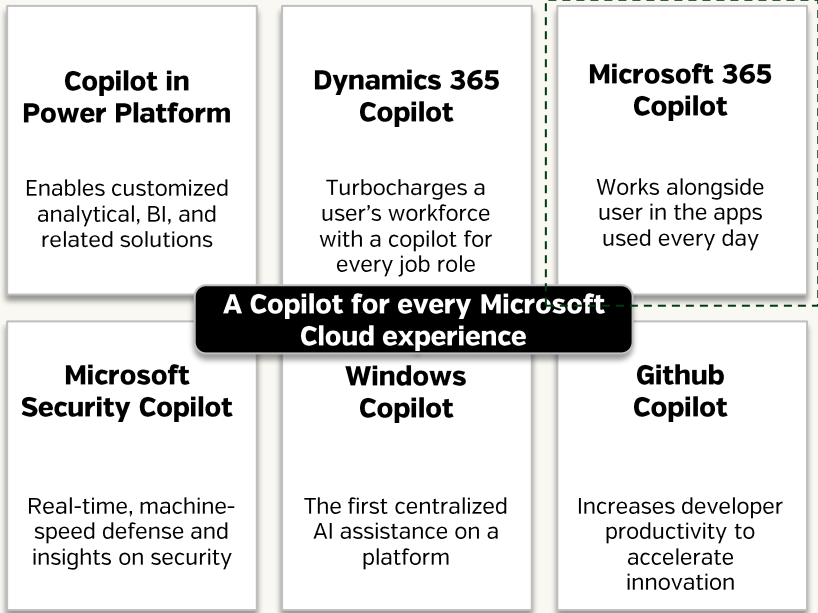 Copilot in
Power Platform
Enables customized
analytical, BI, and
related solutions
Dynamics 365
Copilot
Turbocharges a
user’s workforce
with a copilot for
every job role
Microsoft 365
Copilot
Works alongside
user in the apps
used every day
A Copilot for every Microsoft
Cloud experience
Microsoft
Security Copilot
Real-time, machine-
speed defense and
insights on security
Windows
Copilot
The first centralized
AI assistance on a
platform
Github
Copilot
Increases developer
productivity to
accelerate
innovation